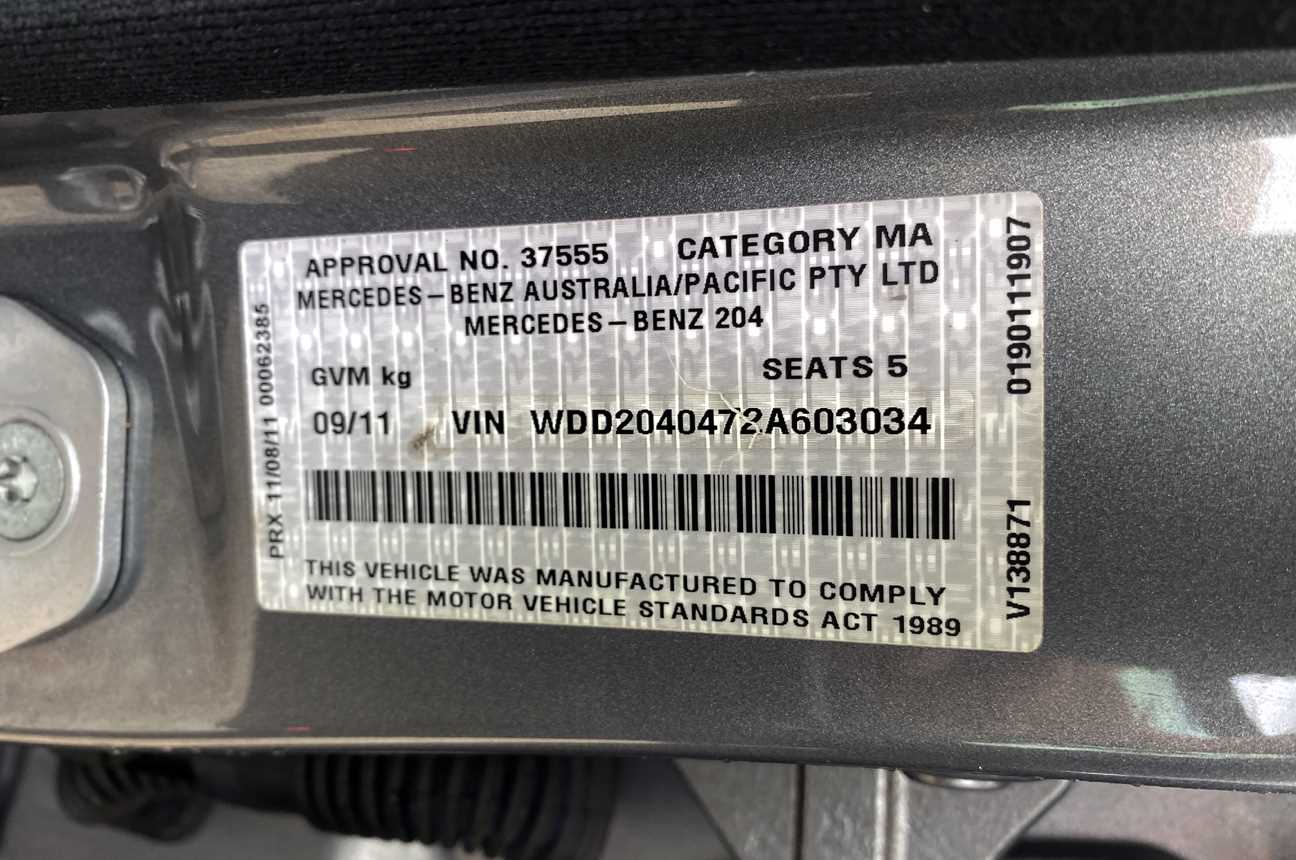 APPROVAL NO. 37555 CATEGORY MA
MERCEDES-BENZ AUSTRALIA/PACIFIC PTY LTD
MERCEDES-BENZ 204
GVM kg SEATS 5
09/11 VIN WDD2040472A603034
THIS VEHICLE WAS MANUFACTURED TO COMPLY
WITH THE MOTOR VEHICLE STANDARDS ACT 1989
PRX 11/08/11 00062385
V138871 0190111907